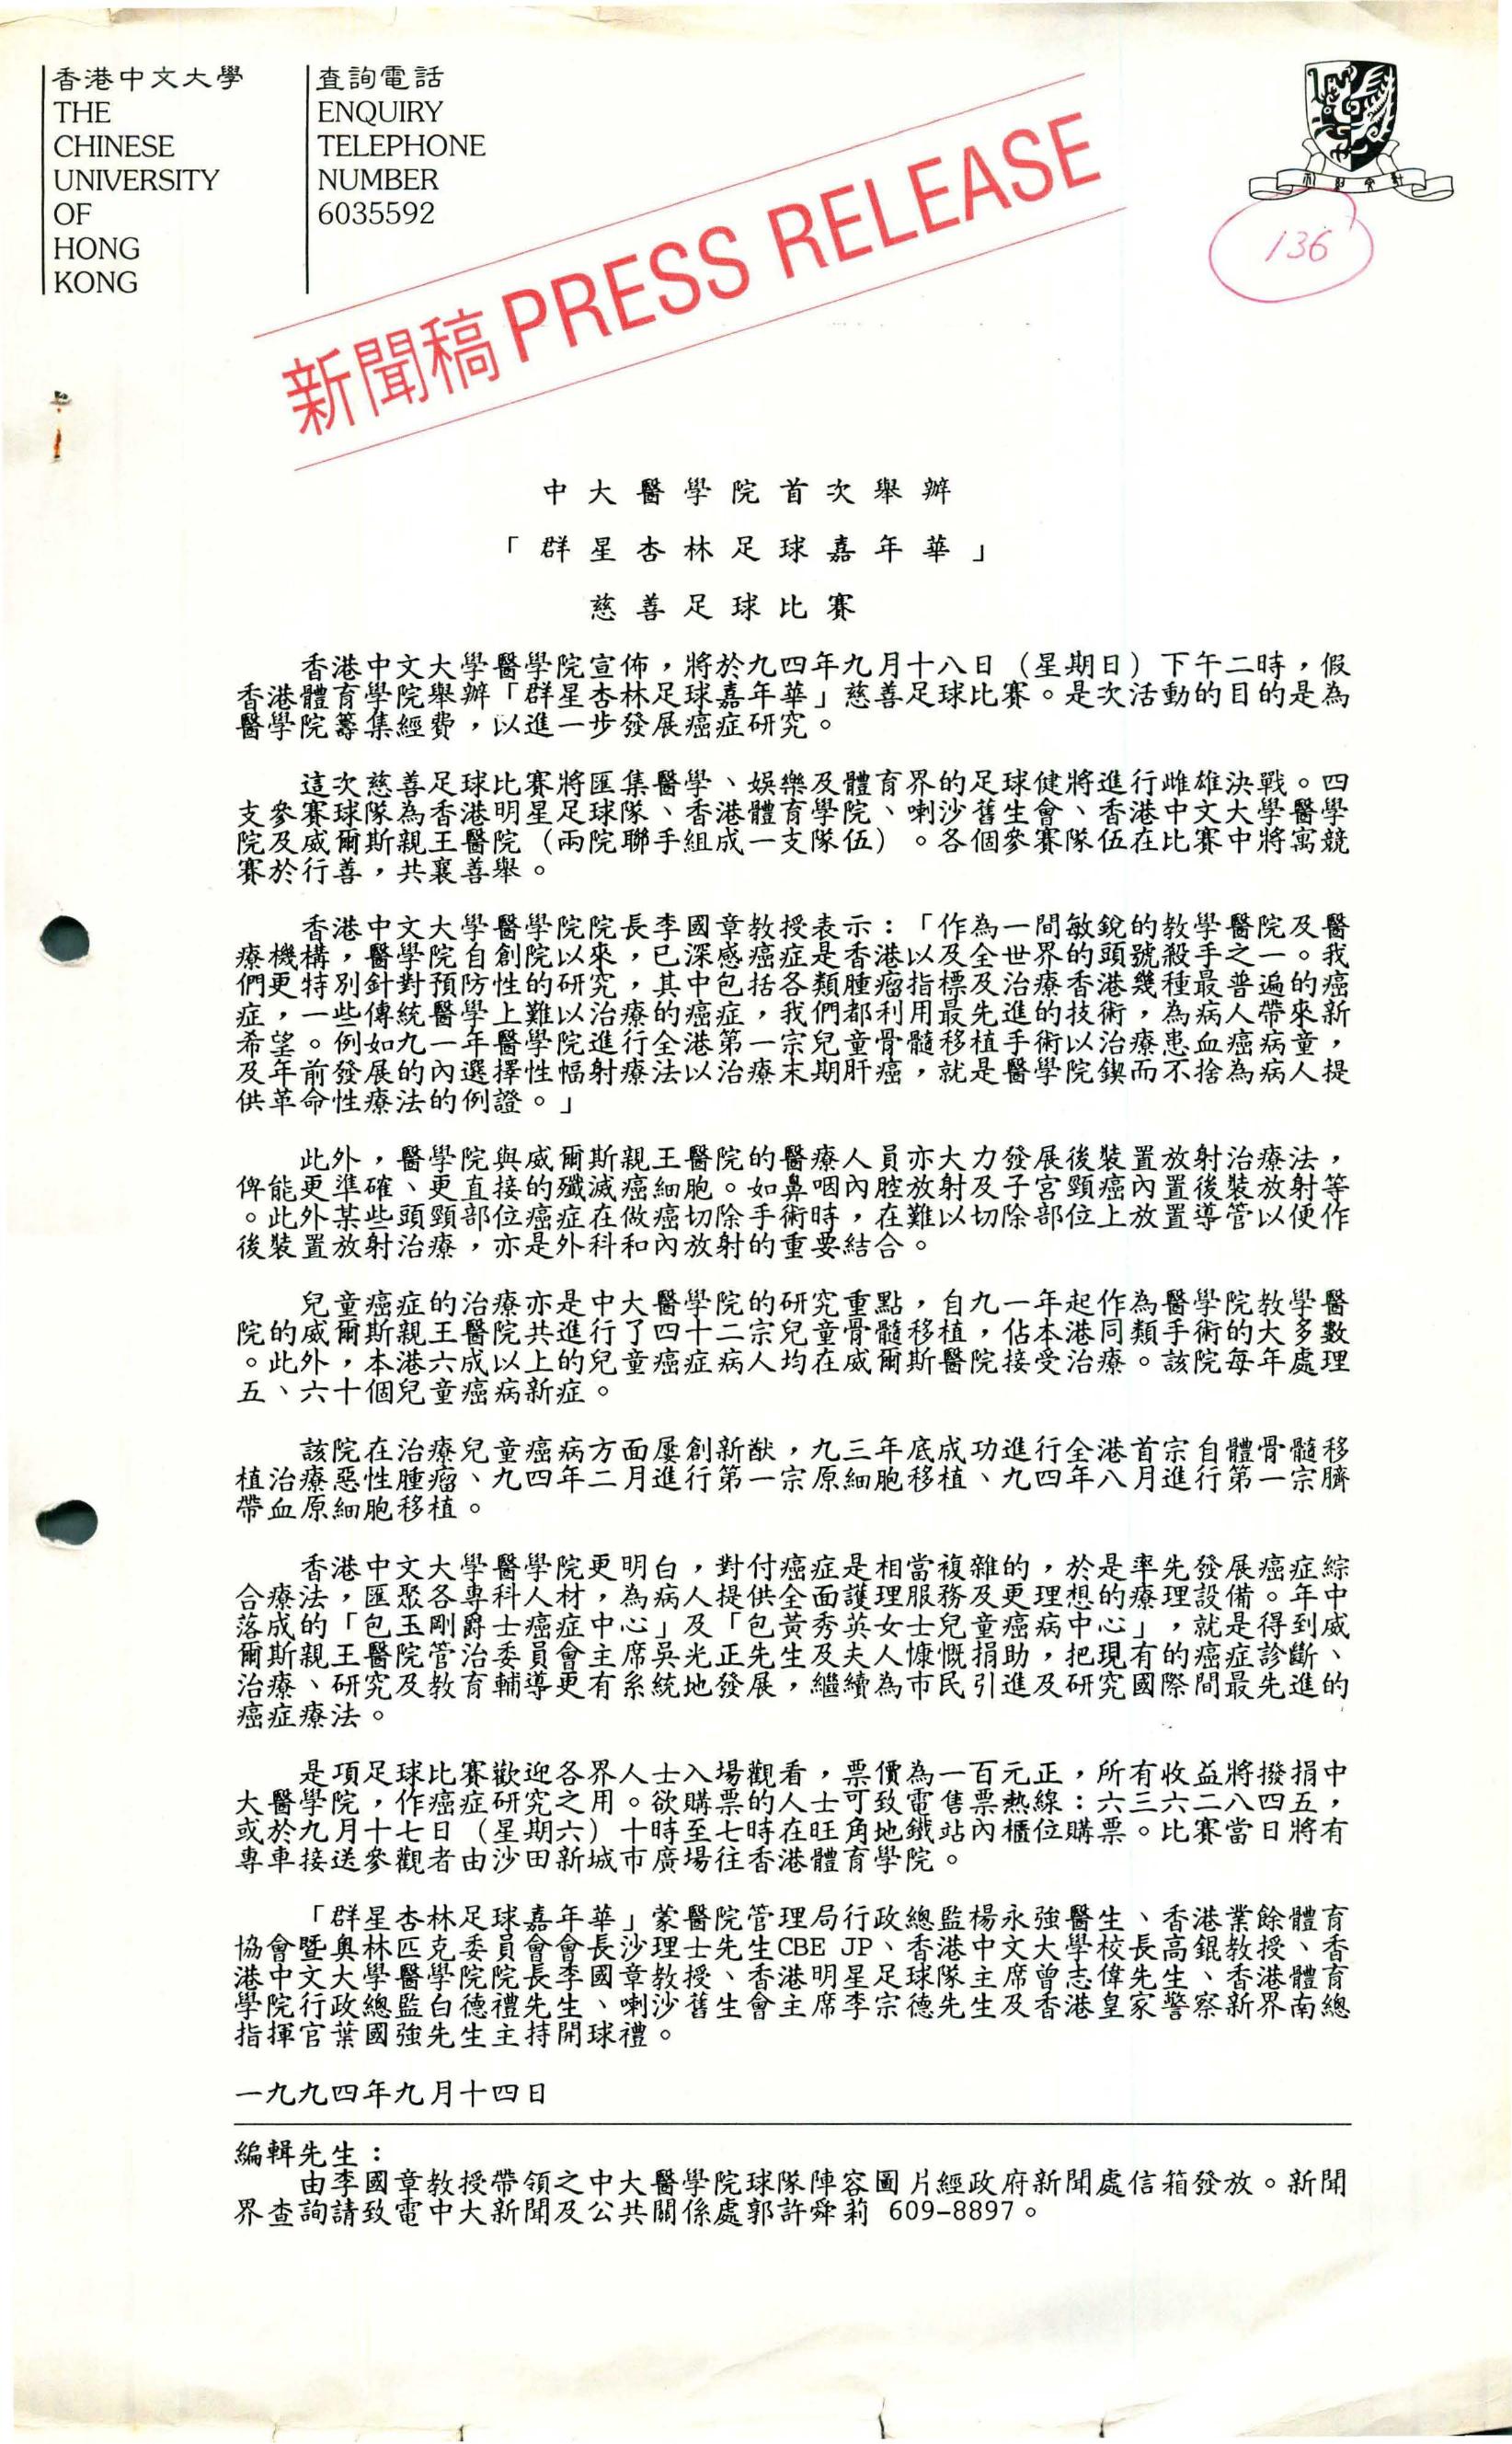 香港中文大學
THE
CHINESE
UNIVERSITY
OF
HONG
KONG
查詢電話
ENQUIRY
TELEPHONE
NUMBER
6035592
136
新聞稿 PRESS RELEASE
中大醫學院首次舉辦
「群星杏林足球嘉年華」
慈善足球比賽
香港中文大學醫學院宣佈，將於九四年九月十八日（星期日）下午二時，假
香港體育學院舉辦「群星杏林足球嘉年華」慈善足球比賽。是次活動的目的是為
醫學院籌集經費，以進一步發展癌症研究。
這次慈善足球比賽將匯集醫學、娛樂及體育界的足球健將進行雌雄決戰。四
支參賽球隊為香港明星足球隊、香港體育學院、喇沙舊生會、香港中文大學醫學
院及威爾斯親王醫院（兩院聯手組成一支隊伍）。各個參賽隊伍在比賽中將寓競
賽於行善，共襄善舉。
香港中文大學醫學院院長李國章教授表示：「作為一間敏銳的教學醫院及醫
療機構，醫學院自創院以來，已深感癌症是香港以及全世界的頭號殺手之一。我
們更特別針對預防性的研究，其中包括各類腫瘤指標及治療香港幾種最普遍的癌
症，一些傳統醫學上難以治療的癌症，我們都利用最先進的技術，為病人帶來新
希望。例如九一年醫學院進行全港第一宗兒童骨髓移植手術以治療患血癌病童，
及年前發展的內選擇性幅射療法以治療末期肝癌，就是醫學院鍥而不捨為病人提
供革命性療法的例證。」
此外，醫學院與威爾斯親王醫院的醫療人員亦大力發展後裝置放射治療法，
俾能更準確、更直接的殲滅癌細胞。如鼻咽內腔放射及子宮頸癌內置後裝放射等
。此外某些頭頸部位癌症在做癌切除手術時，在難以切除部位上放置導管以便作
後裝置放射治療，亦是外科和內放射的重要結合。
兒童癌症的治療亦是中大醫學院的研究重點，自九一年起作為醫學院教學醫
院的威爾斯親王醫院共進行了四十二宗兒童骨髓移植，佔本港同類手術的大多數
。此外，本港六成以上的兒童癌症病人均在威爾斯醫院接受治療。該院每年處理
五、六十個兒童癌病新症。
該院在治療兒童癌病方面屢創新猷，九三年底成功進行全港首宗自體骨髓移
植治療惡性腫瘤、九四年二月進行第一宗原細胞移植、九四年八月進行第一宗臍
帶血原細胞移植。
香港中文大學醫學院更明白，對付癌症是相當複雜的，於是率先發展癌症綜
合療法，匯聚各專科人材，為病人提供全面護理服務及更理想的療理設備。年中
落成的「包玉剛爵士癌症中心」及「包黃秀英女士兒童癌病中心」，就是得到威
爾斯親王醫院管治委員會主席吳光正先生及夫人慷慨捐助，把現有的癌症診斷、
治療、研究及教育輔導更有系統地發展，繼續為市民引進及研究國際間最先進的
癌症療法。
是項足球比賽歡迎各界人士入場觀看，票價為一百元正，所有收益將撥捐中
大醫學院，作癌症研究之用。欲購票的人士可致電售票熱線：六三六二八四五，
或於九月十七日（星期六）十時至七時在旺角地鐵站內櫃位購票。比賽當日將有
專車接送參觀者由沙田新城市廣場往香港體育學院。
「群星杏林足球嘉年華」蒙醫院管理局行政總監楊永強醫生、香港業餘體育
協會暨奧林匹克委員會會長沙理士先生CBE JP、香港中文大學校長高錕教授、香
港中文大學醫學院院長李國章教授、香港明星足球隊主席曾志偉先生、香港體育
學院行政總監白德禮先生、喇沙舊生會主席李宗德先生及香港皇家警察新界南總
指揮官葉國強先生主持開球禮。
一九九四年九月十四日
編輯先生：
由李國章教授帶領之中大醫學院球隊陣容圖片經政府新聞處信箱發放。新聞
界查詢請致電中大新聞及公共關係處郭許舜莉 609-8897。